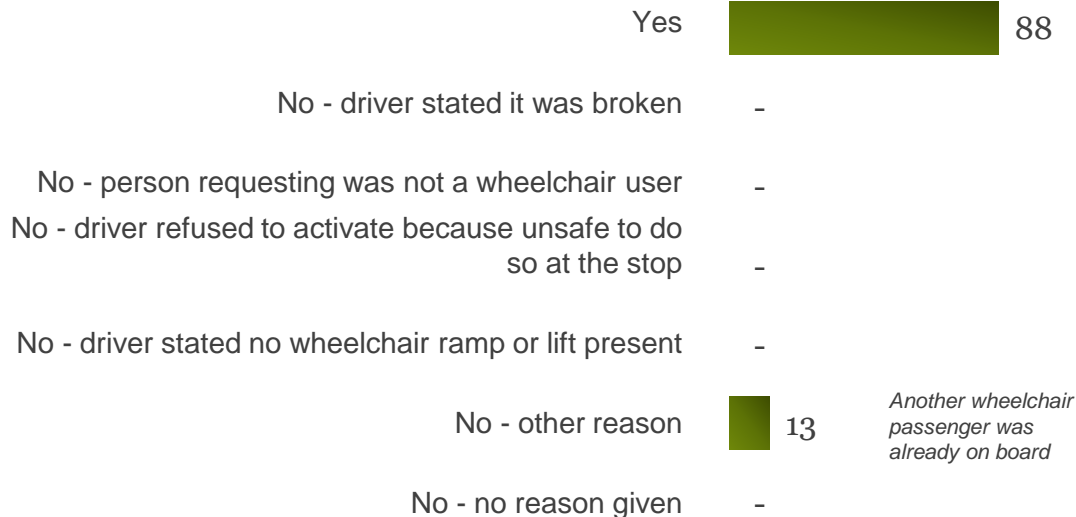 Yes 88
No - driver stated it was broken -
No - person requesting was not a wheelchair user -
No - driver refused to activate because unsafe to do
so at the stop -
No - driver stated no wheelchair ramp or lift present -
No - other reason 13
Another wheelchair
passenger was
already on board
No - no reason given -